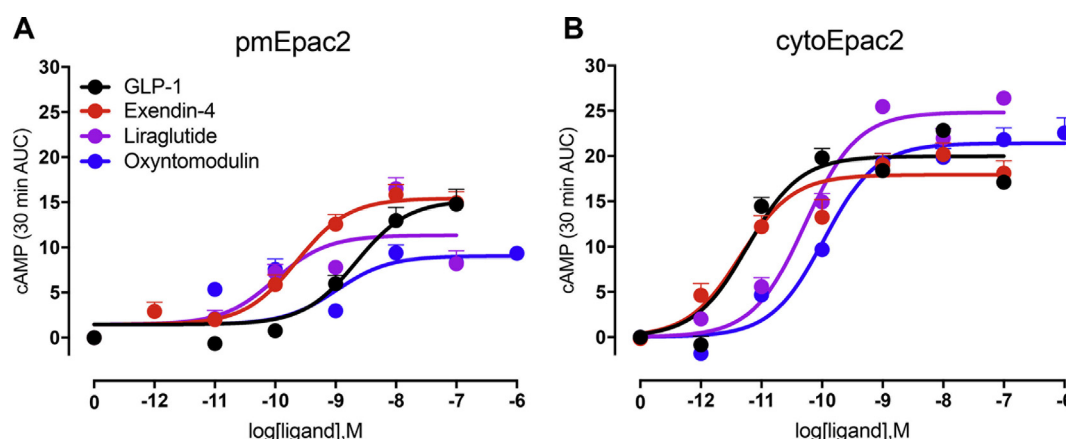 A
pmEpac2
30
25
20
15
10
5
0
cAMP (30 min AUC)
GLP-1
Exendin-4
Liraglutide
Oxyntomodulin
0 -12 -11 -10 -9 -8 -7 -6
log[ligand],M
B
cytoEpac2
30
25
20
15
10
5
0
cAMP (30 min AUC)
0 -12 -11 -10 -9 -8 -7 -6
log[ligand],M